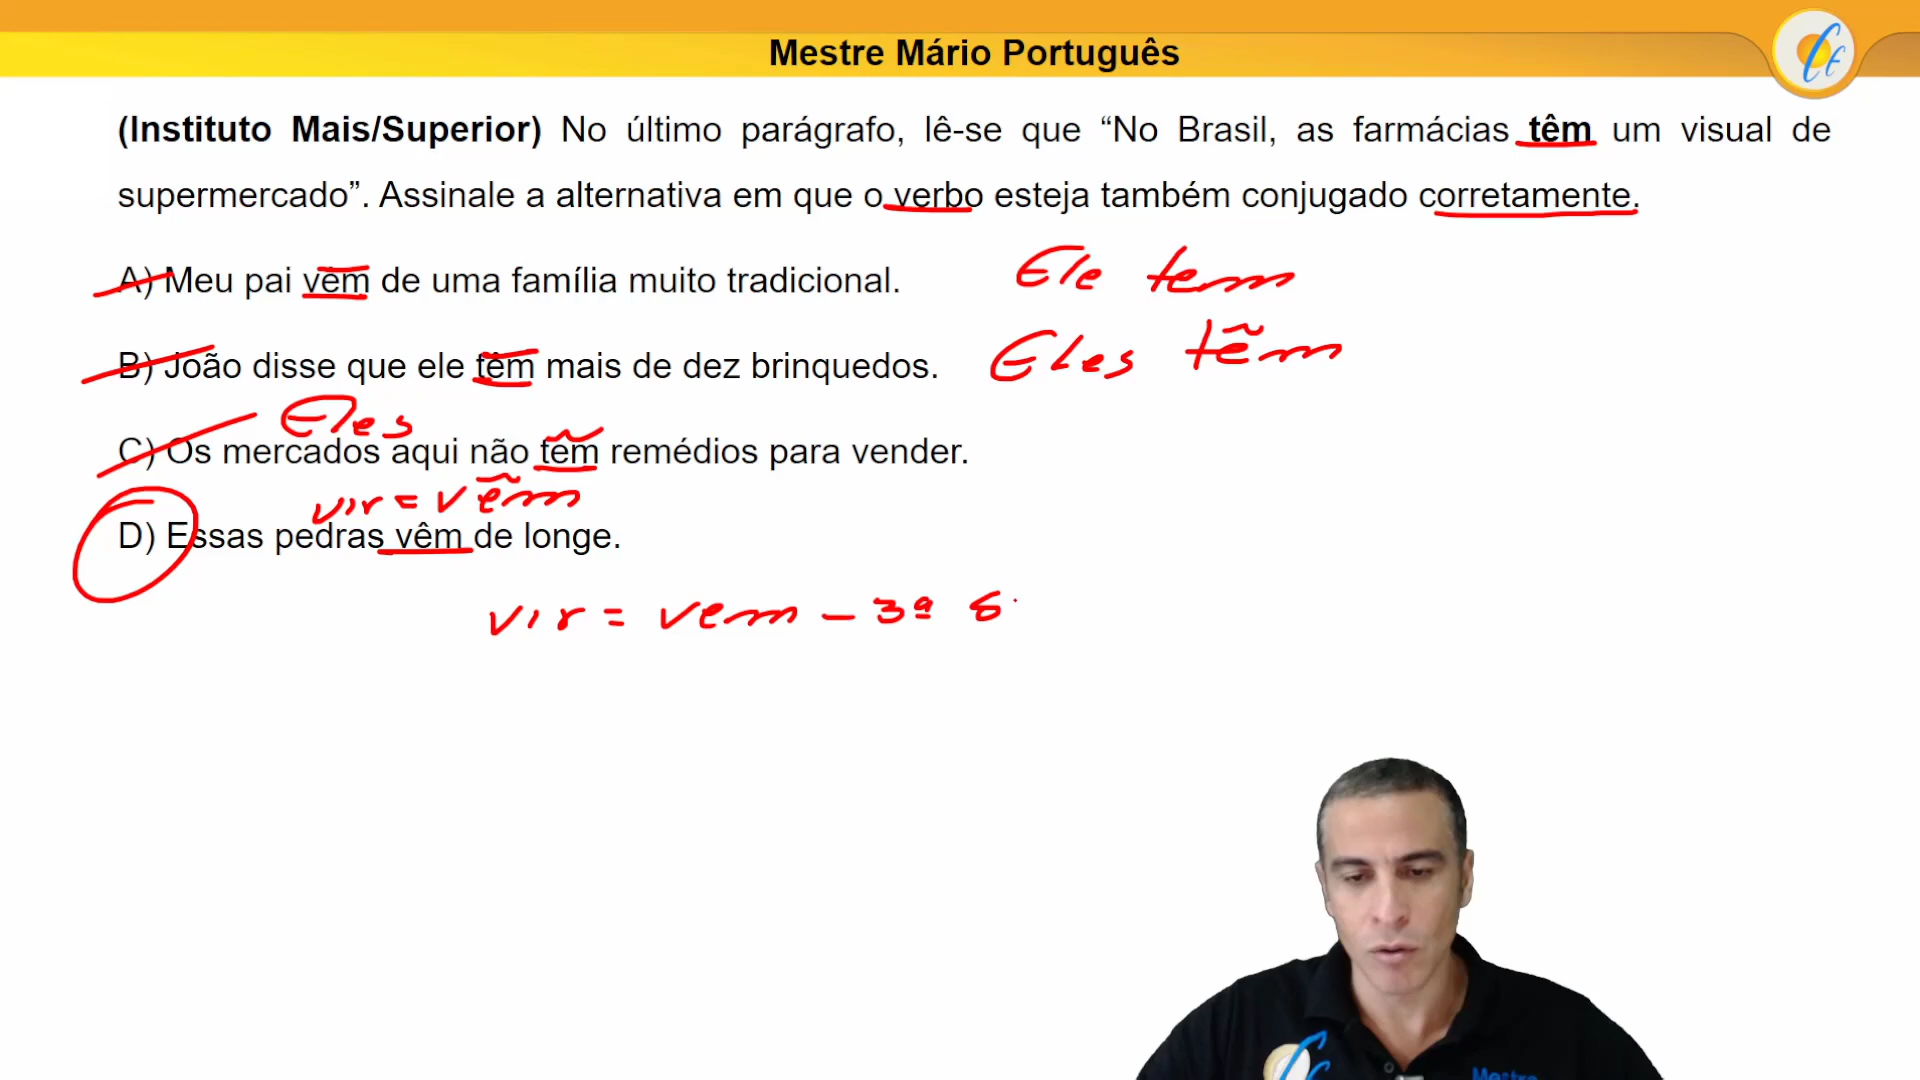 Mestre Mário Português
(Instituto Mais/Superior) No último parágrafo, lê-se que “No Brasil, as farmácias têm um visual de
supermercado”. Assinale a alternativa em que o verbo esteja também conjugado corretamente.
A) Meu pai vêm de uma família muito tradicional.
Ele tem
B) João disse que ele têm mais de dez brinquedos.
Eles têm
Eles
C) Os mercados aqui não tem remédios para vender.
vir = vêm
D) Essas pedras vêm de longe.
vir = vem – 3ª s
Mestre